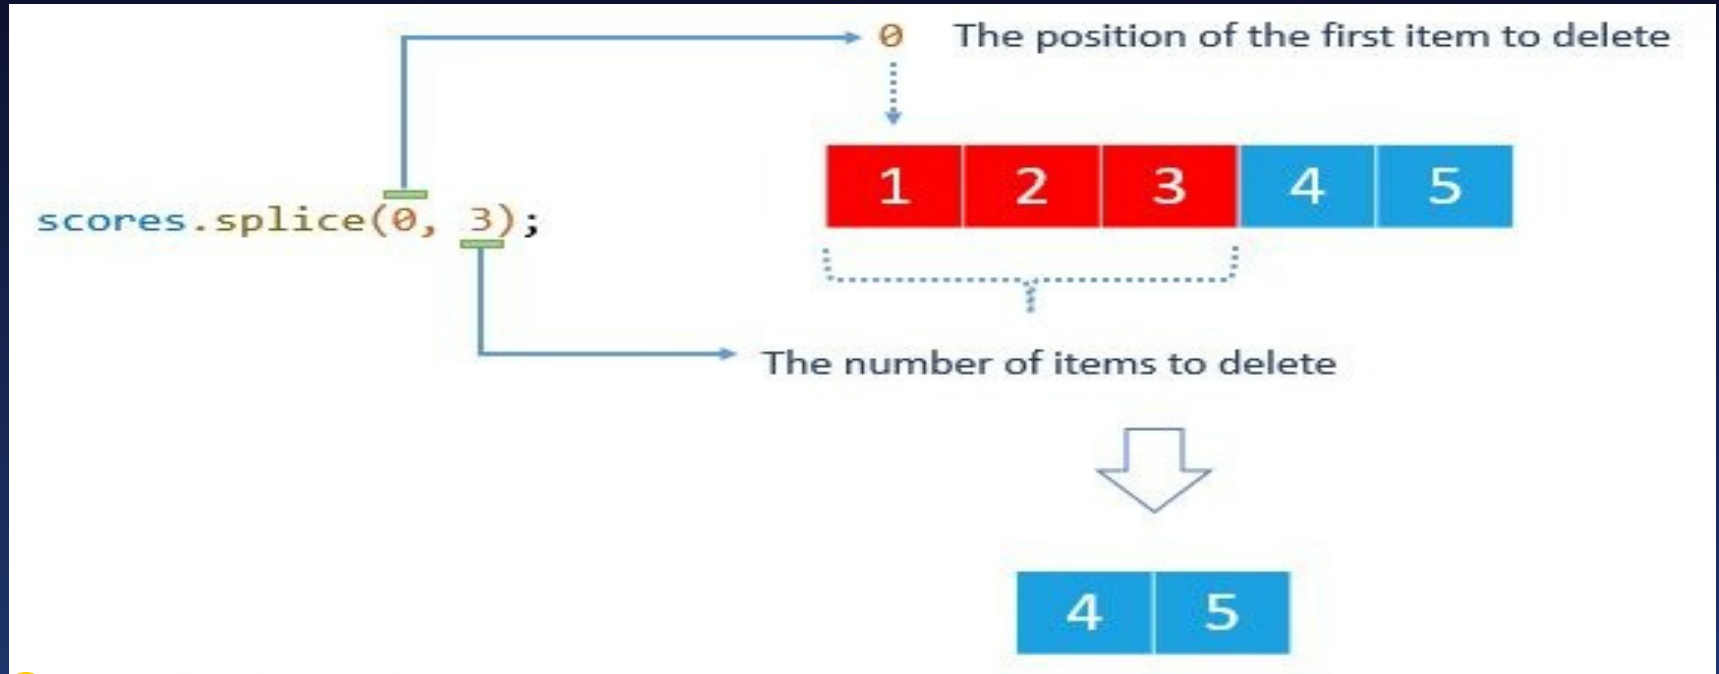 0 The position of the first item to delete
1 2 3 4 5
scores.splice(0, 3);
The number of items to delete
4 5